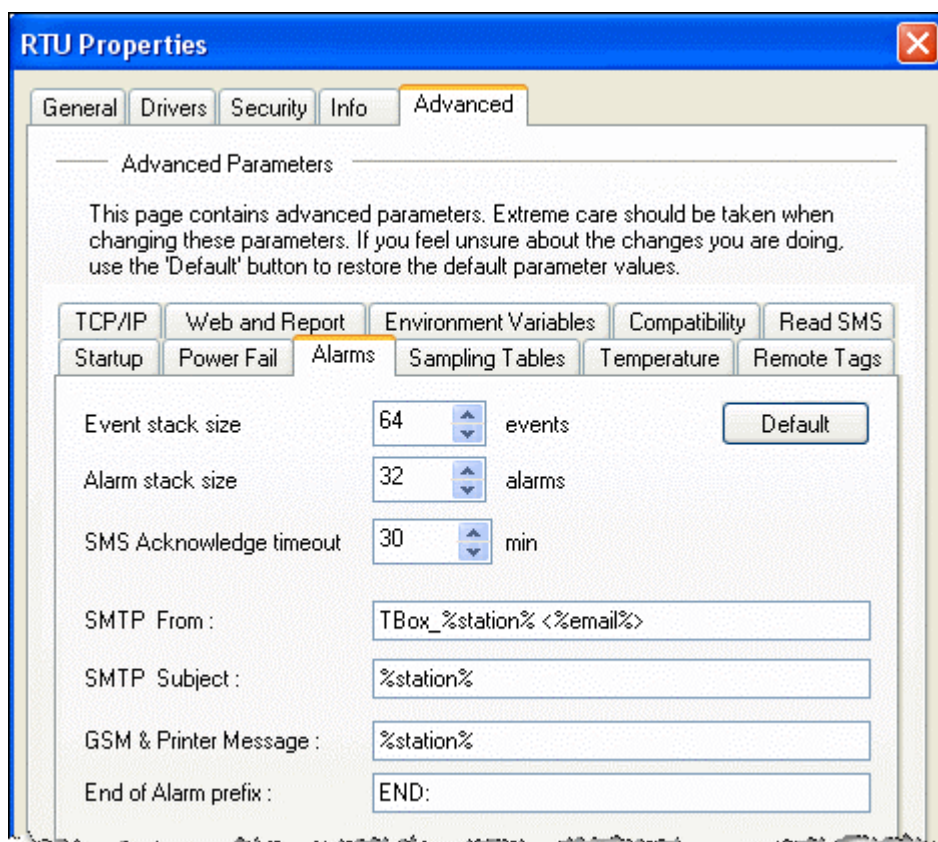 RTU Properties
General Drivers Security Info Advanced
Advanced Parameters
This page contains advanced parameters. Extreme care should be taken when
changing these parameters. If you feel unsure about the changes you are doing,
use the 'Default' button to restore the default parameter values.
TCP/IP Web and Report Environment Variables Compatibility Read SMS
Startup Power Fail Alarms Sampling Tables Temperature Remote Tags
Event stack size 64 events Default
Alarm stack size 32 alarms
SMS Acknowledge timeout 30 min
SMTP From : TBox_%station% <%email%>
SMTP Subject : %station%
GSM & Printer Message : %station%
End of Alarm prefix : END: